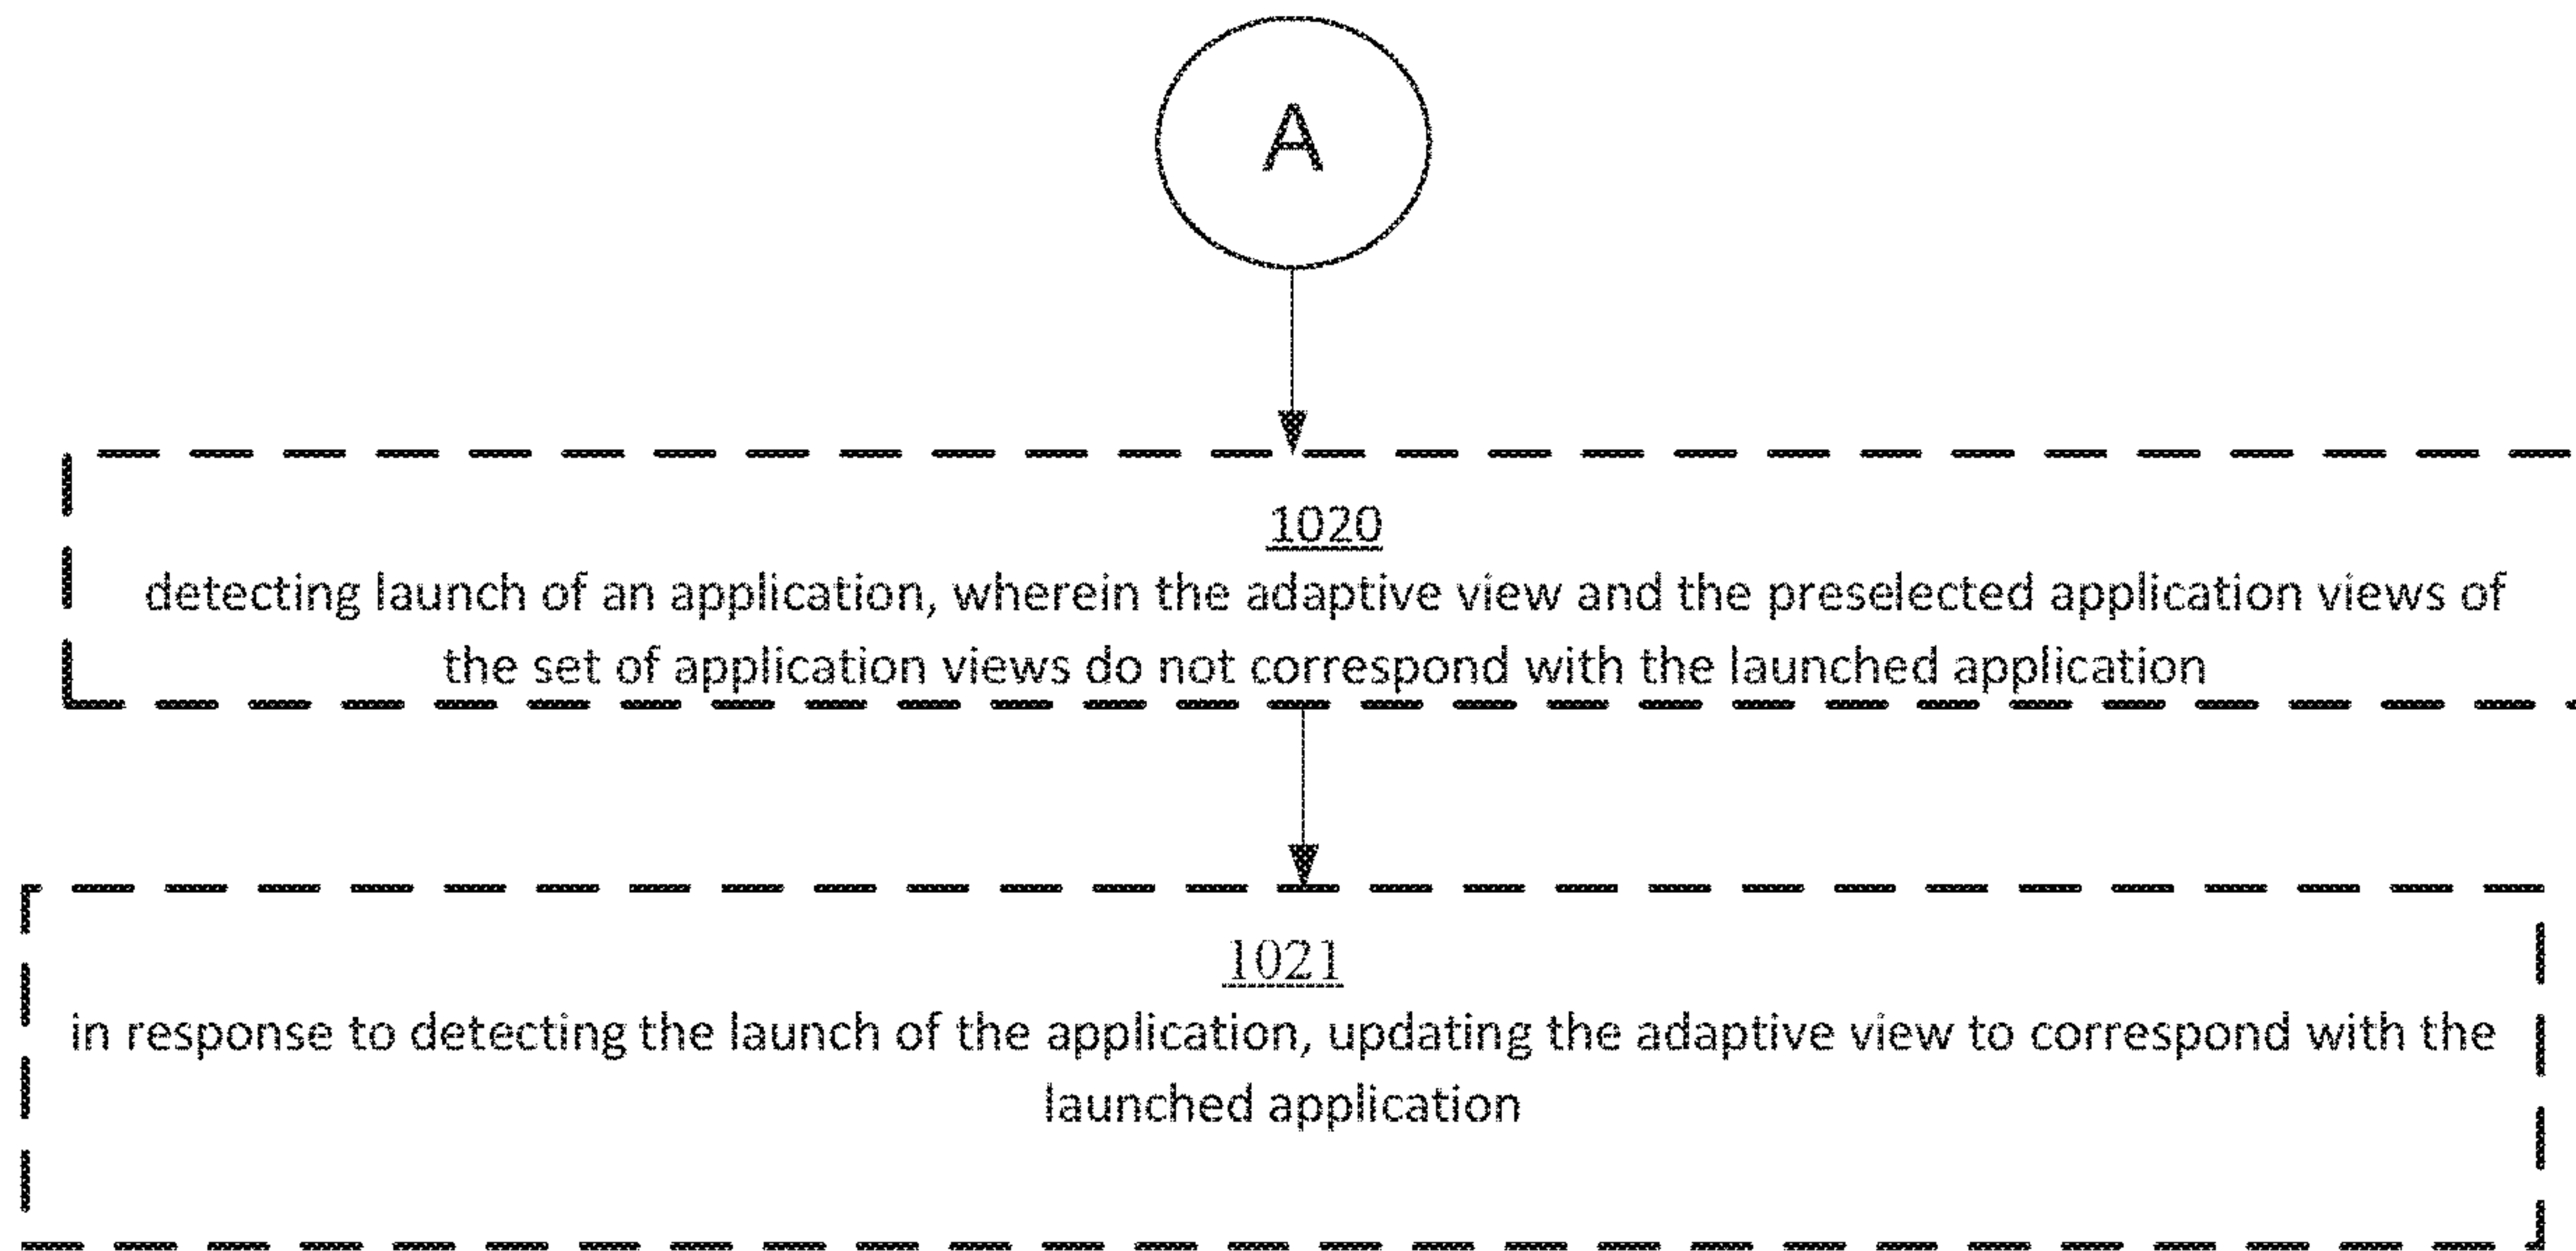 A
1020
detecting launch of an application, wherein the adaptive view and the preselected application views of
the set of application views do not correspond with the launched application
1021
in response to detecting the launch of the application, updating the adaptive view to correspond with the
launched application